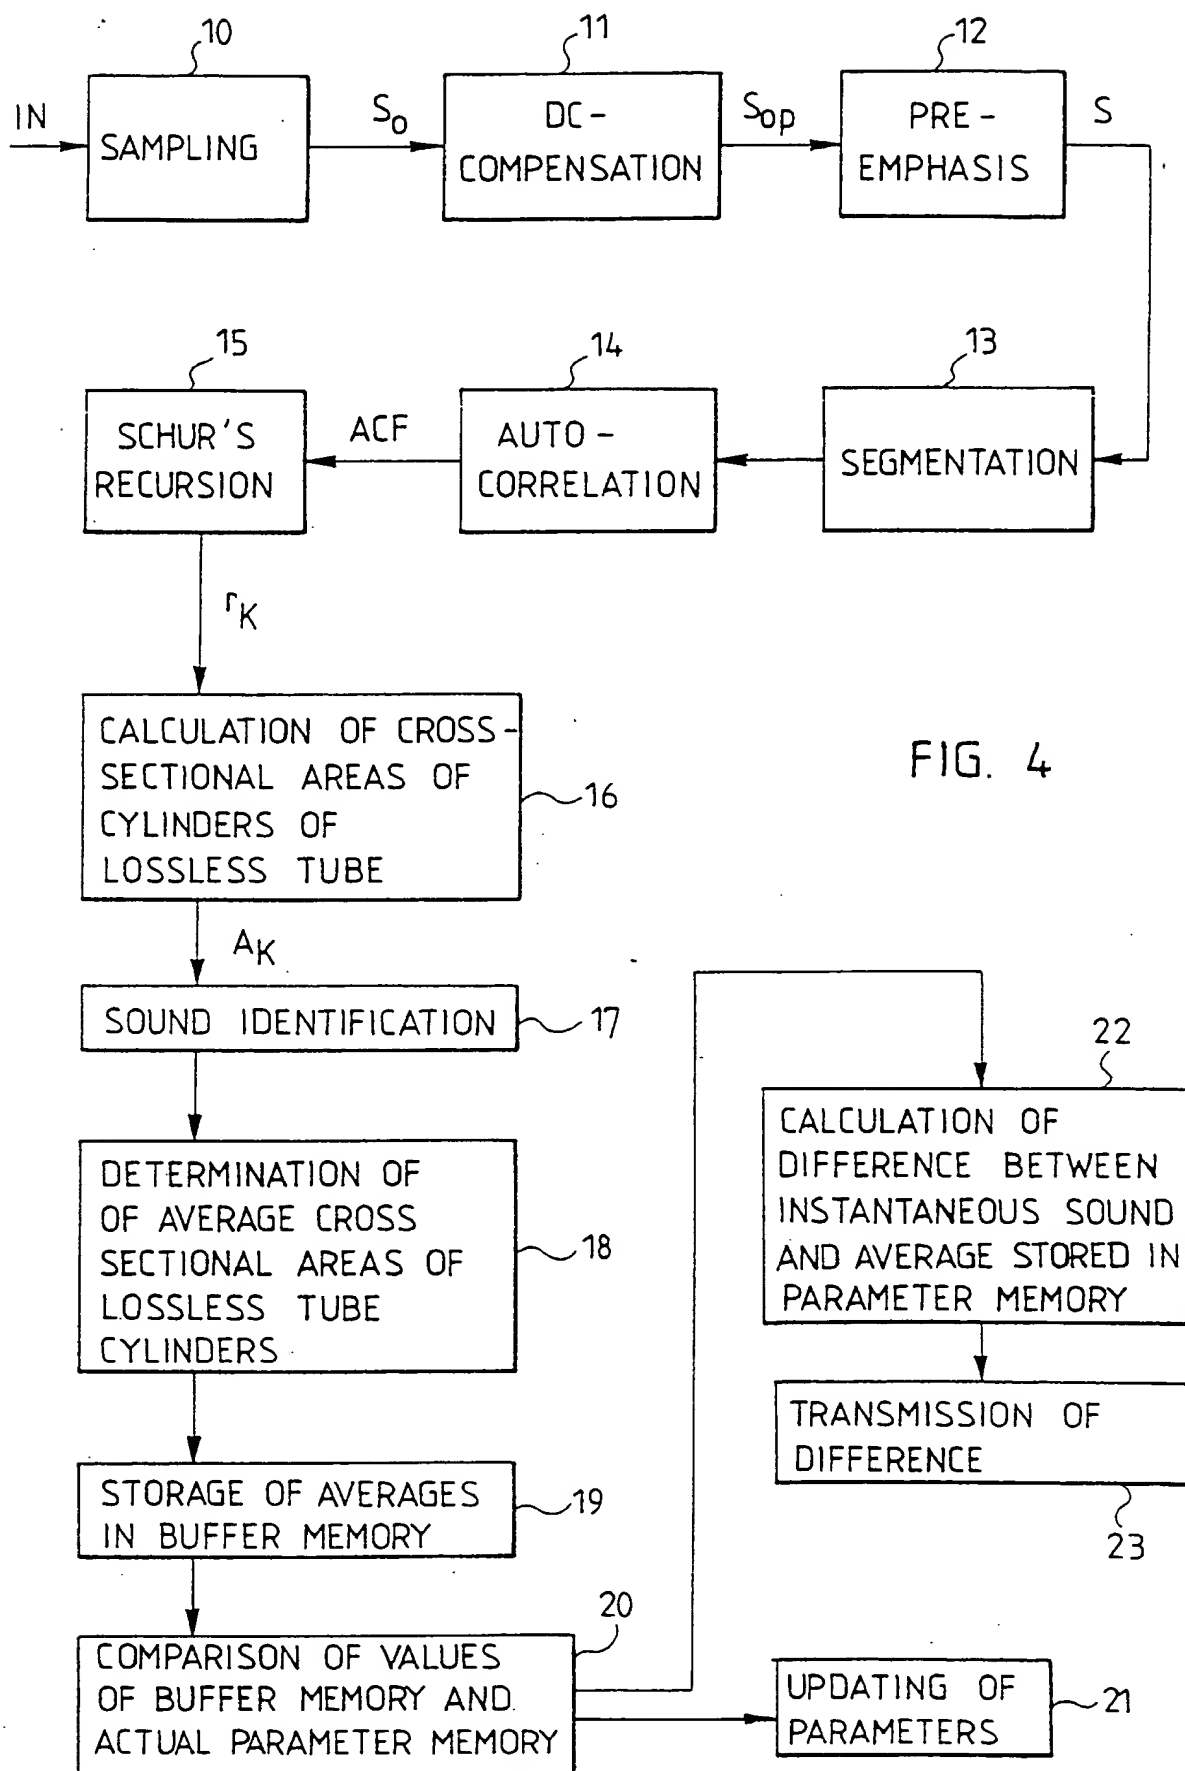 10
11
12
IN
SAMPLING
So
DC-
COMPENSATION
Sop
PRE-
EMPHASIS
S
15
14
13
SCHUR'S
RECURSION
ACF
AUTO-
CORRELATION
SEGMENTATION
rK
CALCULATION OF CROSS-
SECTIONAL AREAS OF
CYLINDERS OF
LOSSLESS TUBE
16
FIG. 4
AK
SOUND IDENTIFICATION
17
DETERMINATION OF
OF AVERAGE CROSS
SECTIONAL AREAS OF
LOSSLESS TUBE
CYLINDERS
18
22
CALCULATION OF
DIFFERENCE BETWEEN
INSTANTANEOUS SOUND
AND AVERAGE STORED IN
PARAMETER MEMORY
TRANSMISSION OF
DIFFERENCE
23
STORAGE OF AVERAGES
IN BUFFER MEMORY
19
20
COMPARISON OF VALUES
OF BUFFER MEMORY AND
ACTUAL PARAMETER MEMORY
UPDATING OF
PARAMETERS
21